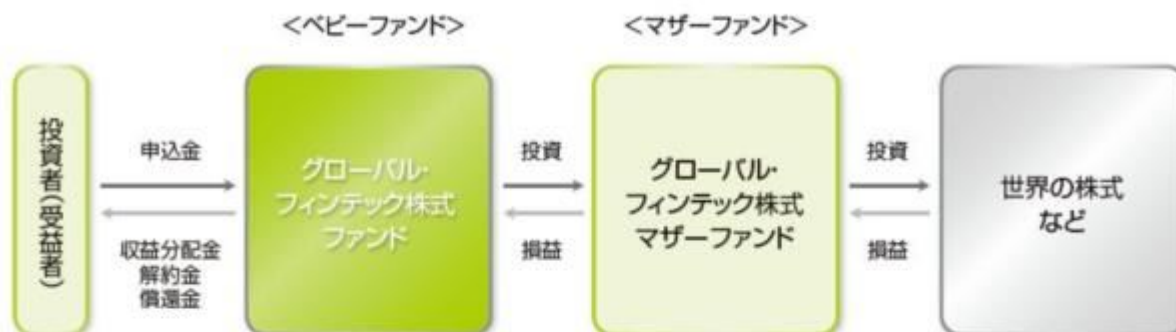 <ベビーファンド>
<マザーファンド>
投資者(受益者)
申込金
収益分配金
解約金
償還金
グローバル・
フィンテック株式
ファンド
投資
損益
グローバル・
フィンテック株式
マザーファンド
投資
損益
世界の株式
など